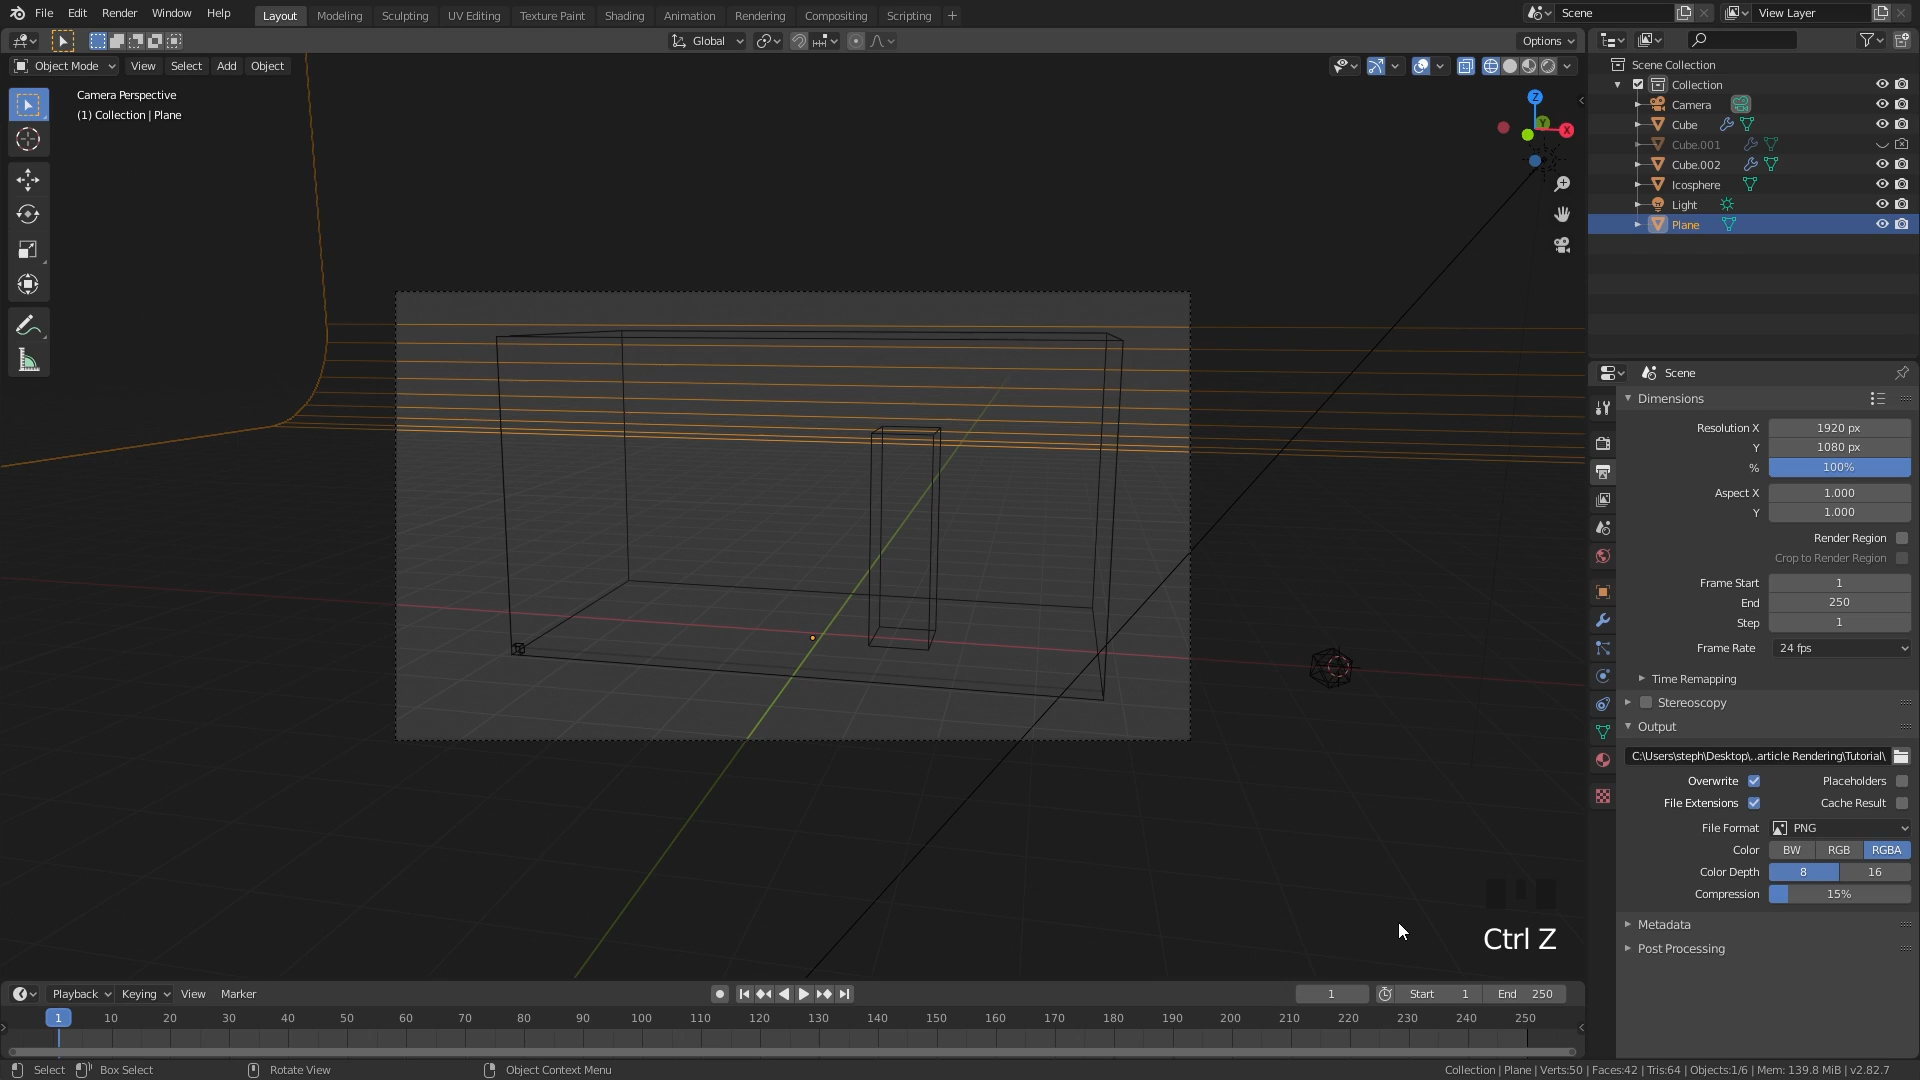 File Edit Render Window Help Layout Modeling Sculpting UV Editing Texture Paint Shading Animation Rendering Compositing Scripting + Scene View Layer
Global Options
Object Mode View Select Add Object
Camera Perspective
(1) Collection | Plane
Z
Y
X
Scene Collection
Collection
Camera
Cube
Cube.001
Cube.002
Icosphere
Light
Plane
Scene
Dimensions
Resolution X 1920 px
Y 1080 px
% 100%
Aspect X 1.000
Y 1.000
Render Region
Crop to Render Region
Frame Start 1
End 250
Step 1
Frame Rate 24 fps
Time Remapping
Stereoscopy
Output
C:\Users\steph\Desktop\..article Rendering\Tutorial\
Overwrite Placeholders
File Extensions Cache Result
File Format PNG
Color BW RGB RGBA
Color Depth 8 16
Compression 15%
Metadata
Post Processing
Ctrl Z
Playback Keying View Marker 1 Start 1 End 250
1 10 20 30 40 50 60 70 80 90 100 110 120 130 140 150 160 170 180 190 200 210 220 230 240 250
Select Box Select Rotate View Object Context Menu Collection | Plane | Verts:50 | Faces:42 | Tris:64 | Objects:1/6 | Mem: 139.8 MiB | v2.82.7